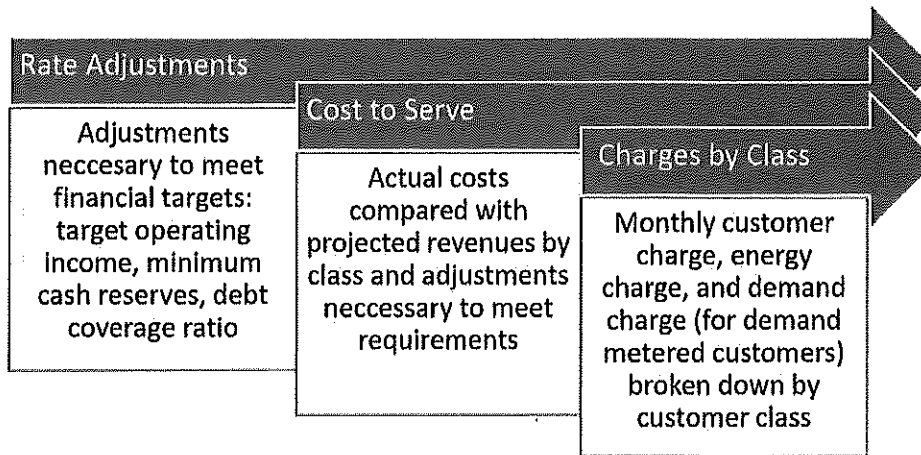 Rate Adjustments
Adjustments
neccesary to meet
financial targets:
target operating
income, minimum
cash reserves, debt
coverage ratio
Cost to Serve
Actual costs
compared with
projected revenues by
class and adjustments
neccessary to meet
requirements
Charges by Class
Monthly customer
charge, energy
charge, and demand
charge (for demand
metered customers)
broken down by
customer class